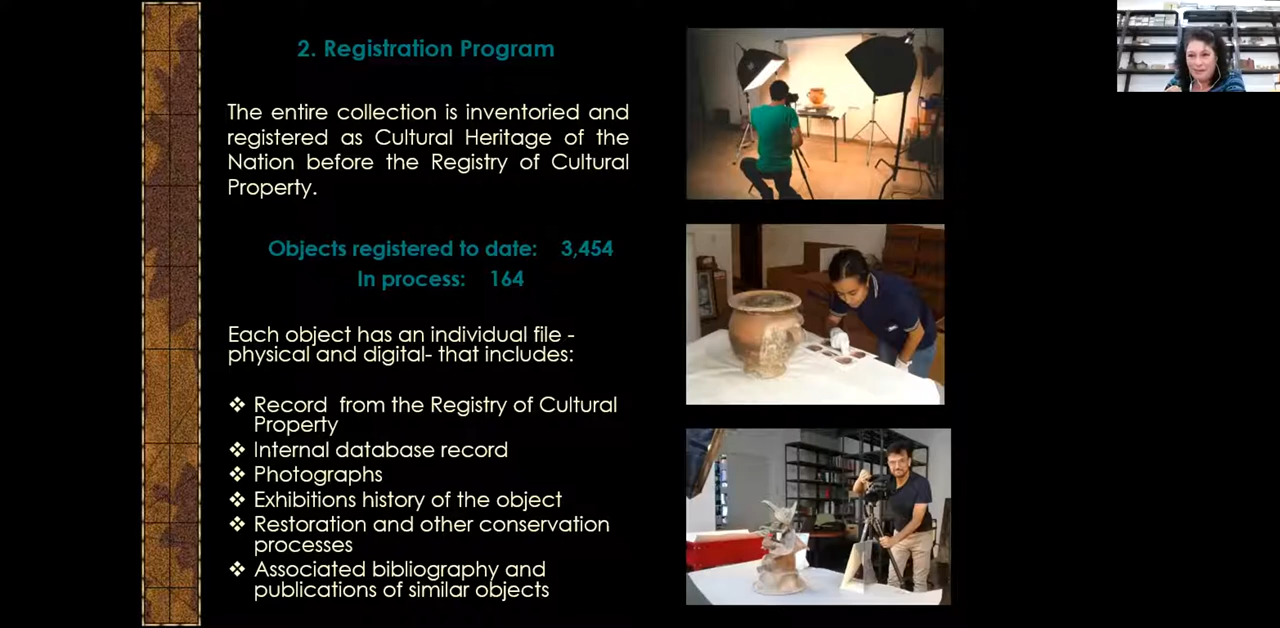 2. Registration Program
The entire collection is inventoried and
registered as Cultural Heritage of the
Nation before the Registry of Cultural
Property.
Objects registered to date: 3,454
In process: 164
Each object has an individual file -
physical and digital- that includes:
❖ Record from the Registry of Cultural
Property
❖ Internal database record
❖ Photographs
❖ Exhibitions history of the object
❖ Restoration and other conservation
processes
❖ Associated bibliography and
publications of similar objects